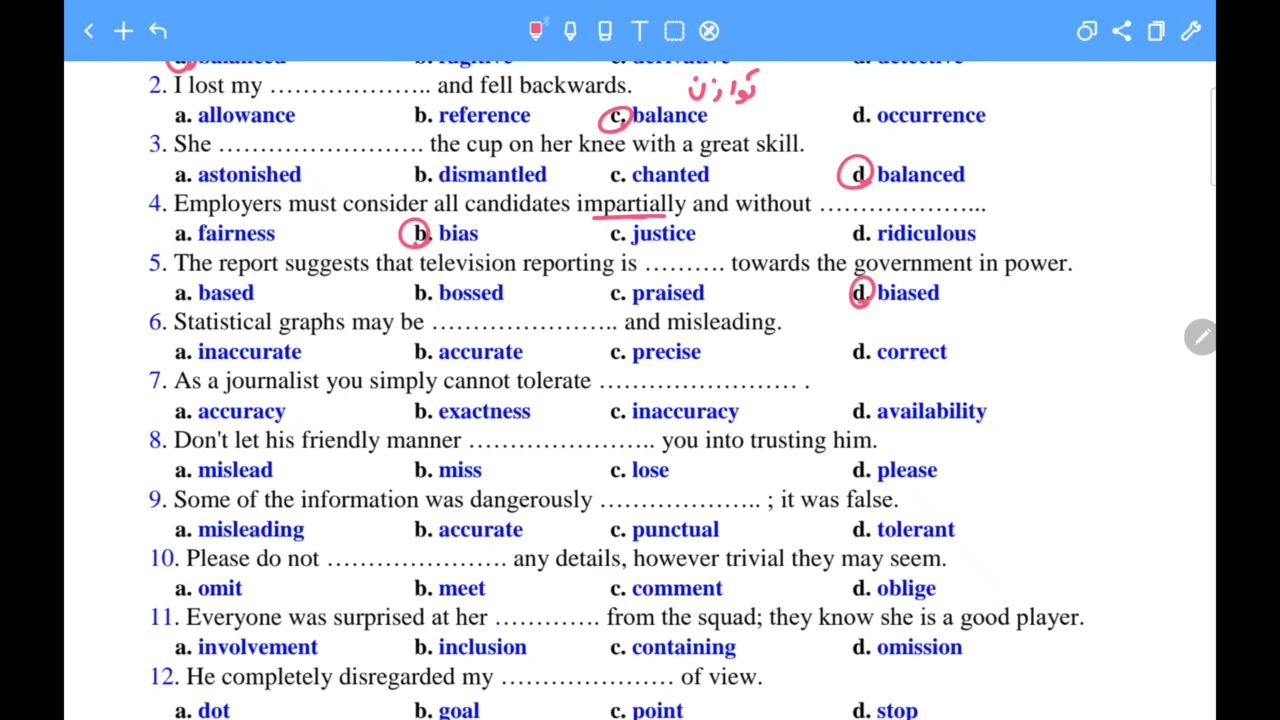 a. balanced b. fugitive c. derivative d. detective
2. I lost my ……………….. and fell backwards. توازن
a. allowance b. reference c. balance d. occurrence
3. She ……………………. the cup on her knee with a great skill.
a. astonished b. dismantled c. chanted d. balanced
4. Employers must consider all candidates impartially and without ………………...
a. fairness b. bias c. justice d. ridiculous
5. The report suggests that television reporting is ………. towards the government in power.
a. based b. bossed c. praised d. biased
6. Statistical graphs may be ………………….. and misleading.
a. inaccurate b. accurate c. precise d. correct
7. As a journalist you simply cannot tolerate …………………… .
a. accuracy b. exactness c. inaccuracy d. availability
8. Don't let his friendly manner ………………….. you into trusting him.
a. mislead b. miss c. lose d. please
9. Some of the information was dangerously ……………….. ; it was false.
a. misleading b. accurate c. punctual d. tolerant
10. Please do not …………………. any details, however trivial they may seem.
a. omit b. meet c. comment d. oblige
11. Everyone was surprised at her …………. from the squad; they know she is a good player.
a. involvement b. inclusion c. containing d. omission
12. He completely disregarded my ………………… of view.
a. dot b. goal c. point d. stop